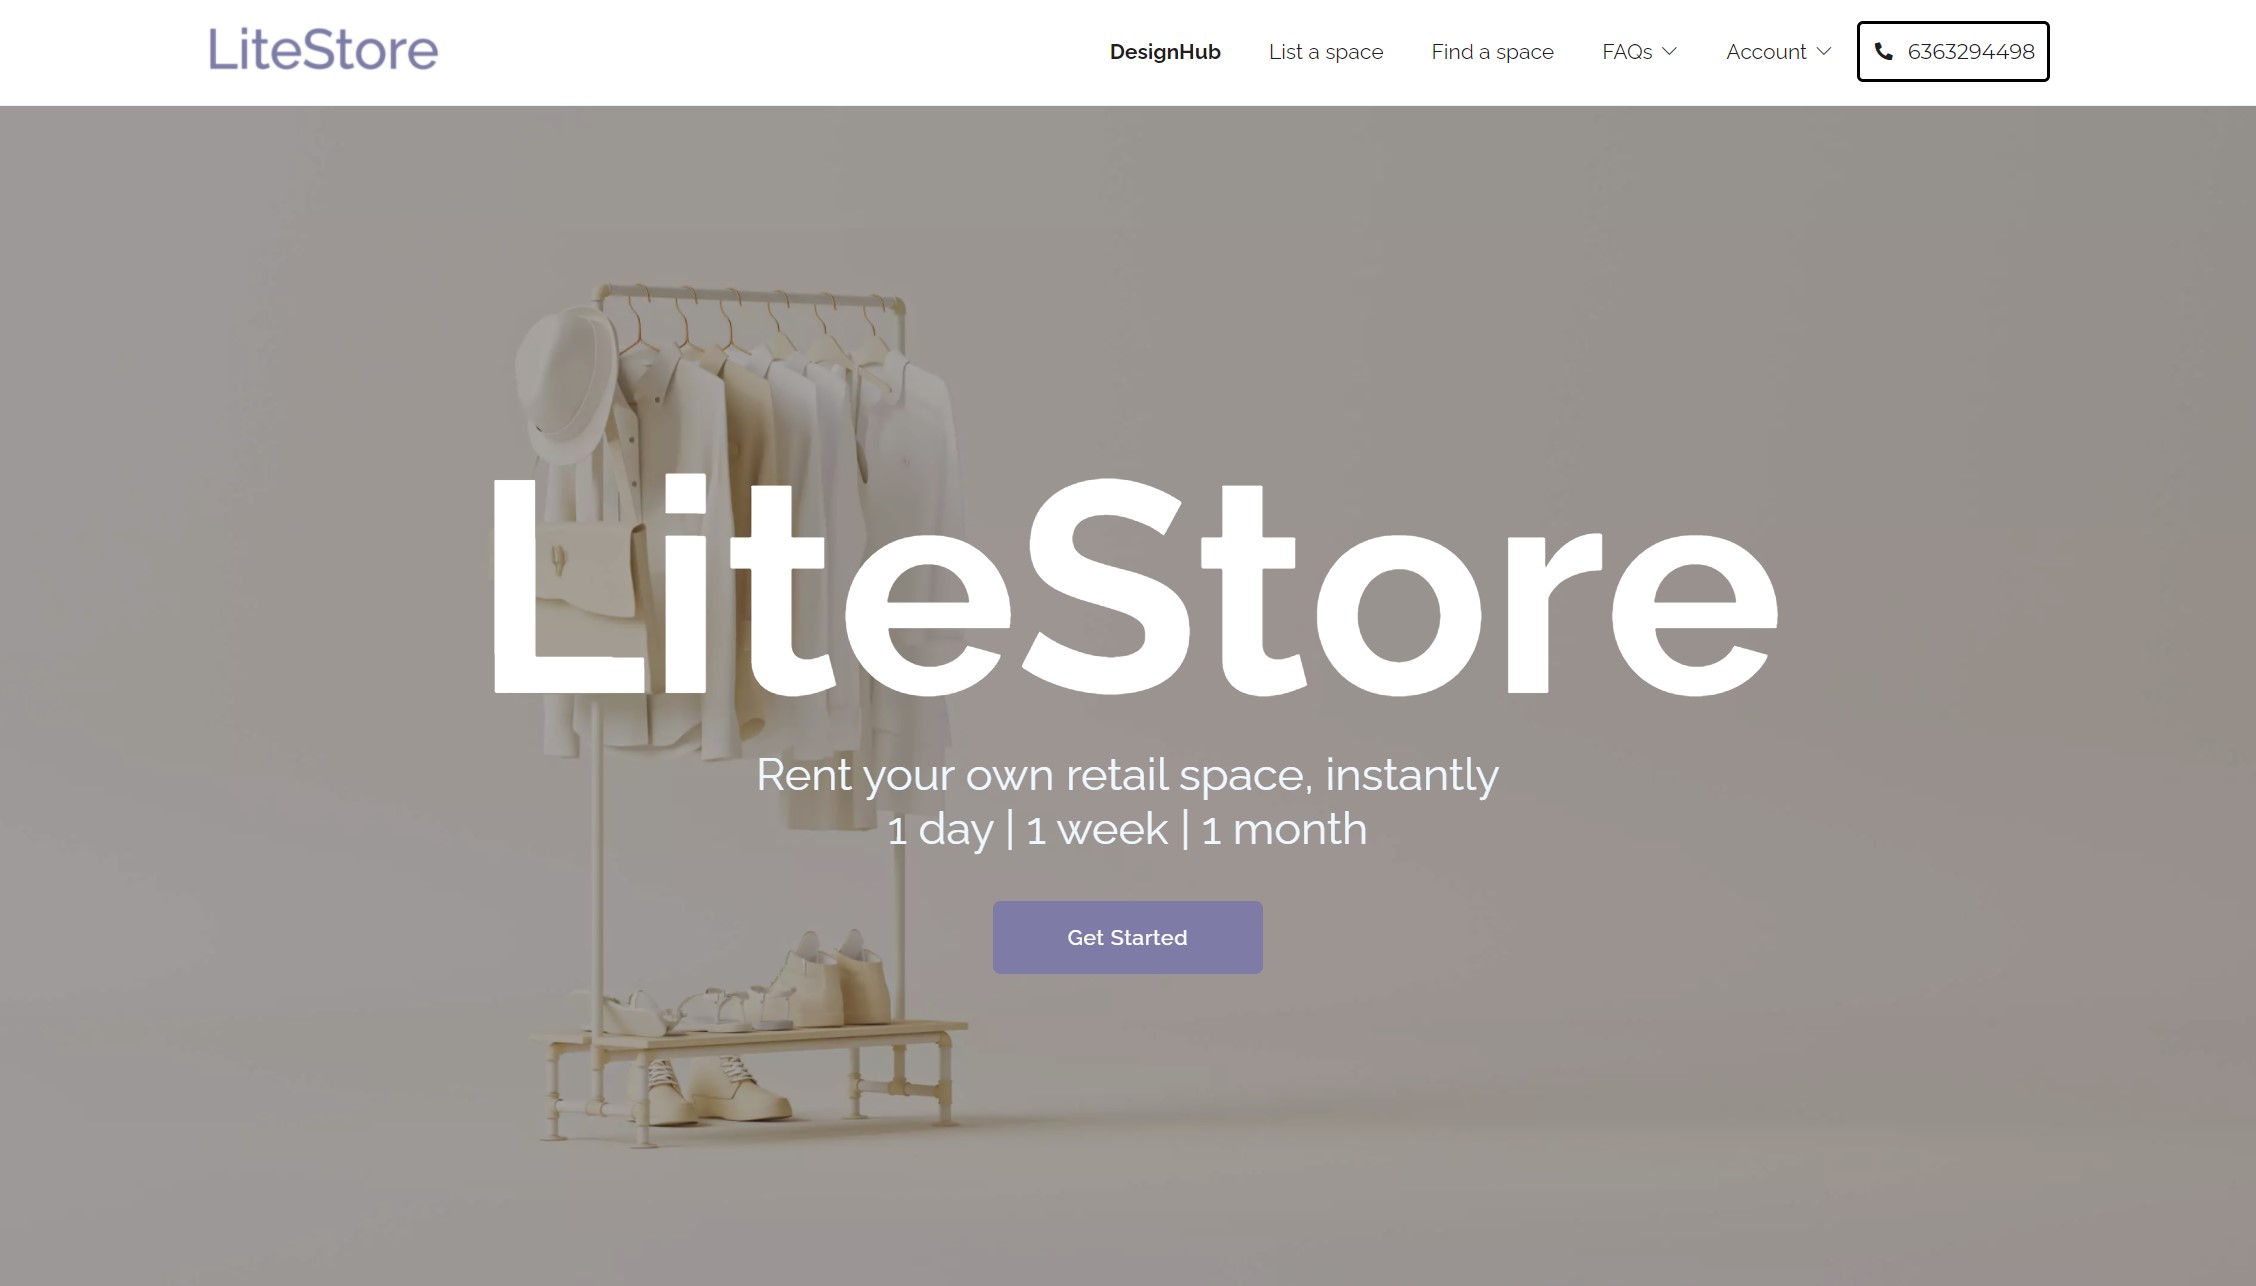 LiteStore
DesignHub
List a space
Find a space
FAQs
Account
6363294498
LiteStore
Rent your own retail space, instantly
1 day | 1 week | 1 month
Get Started